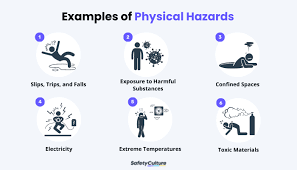 Examples of Physical Hazards
1
2
3
Slips, Trips, and Falls
Exposure to Harmful
Substances
Confined Spaces
4
5
6
Electricity
Extreme Temperatures
Toxic Materials
SafetyCulture